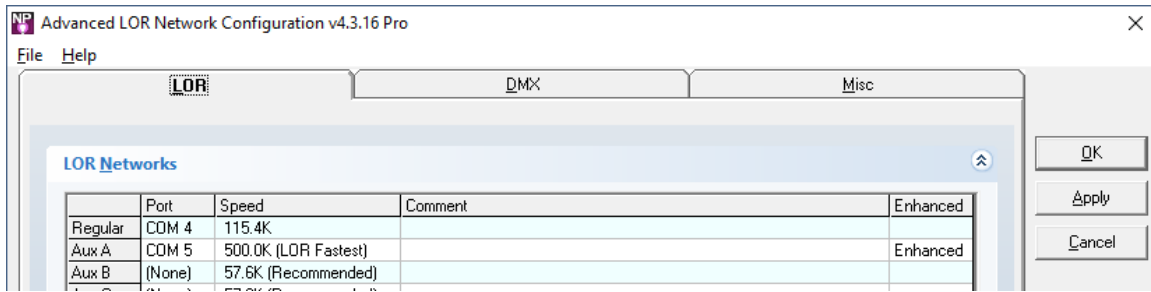 NP Advanced LOR Network Configuration v4.3.16 Pro
File Help
LOR DMX Misc
LOR Networks
OK
Apply
Cancel
Port Speed Comment Enhanced
Regular COM 4 115.4K
Aux A COM 5 500.0K (LOR Fastest) Enhanced
Aux B (None) 57.6K (Recommended)